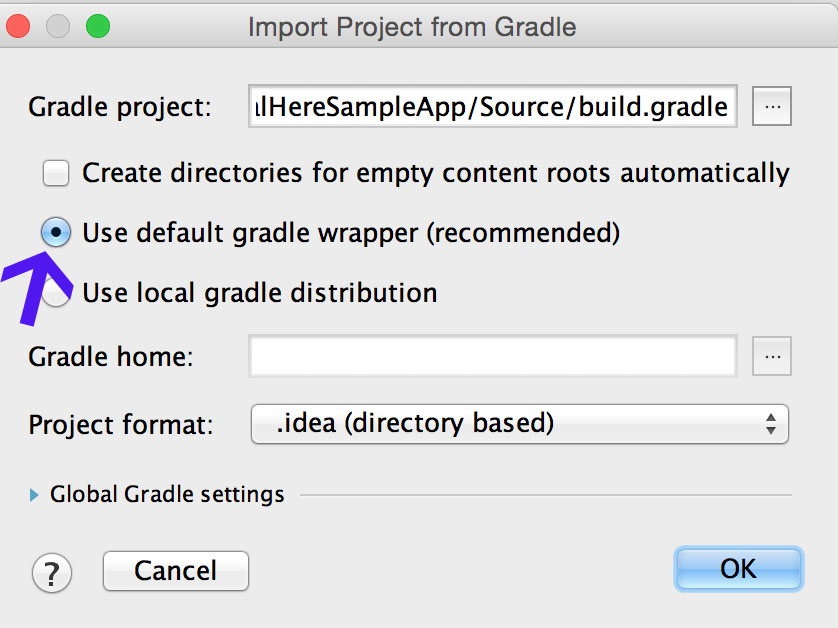 Import Project from Gradle
Gradle project: alHereSampleApp/Source/build.gradle ...
Create directories for empty content roots automatically
Use default gradle wrapper (recommended)
Use local gradle distribution
Gradle home: ...
Project format: .idea (directory based)
Global Gradle settings
? Cancel OK